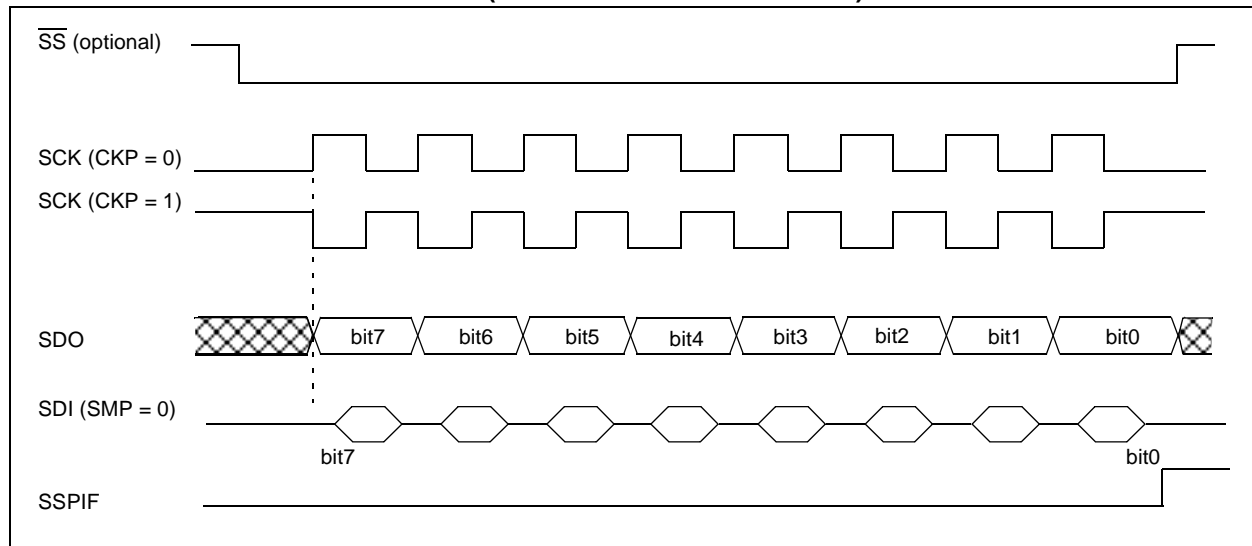 SS (optional)
SCK (CKP = 0)
SCK (CKP = 1)
SDO
bit7 bit6 bit5 bit4 bit3 bit2 bit1 bit0
SDI (SMP = 0)
bit7 bit0
SSPIF